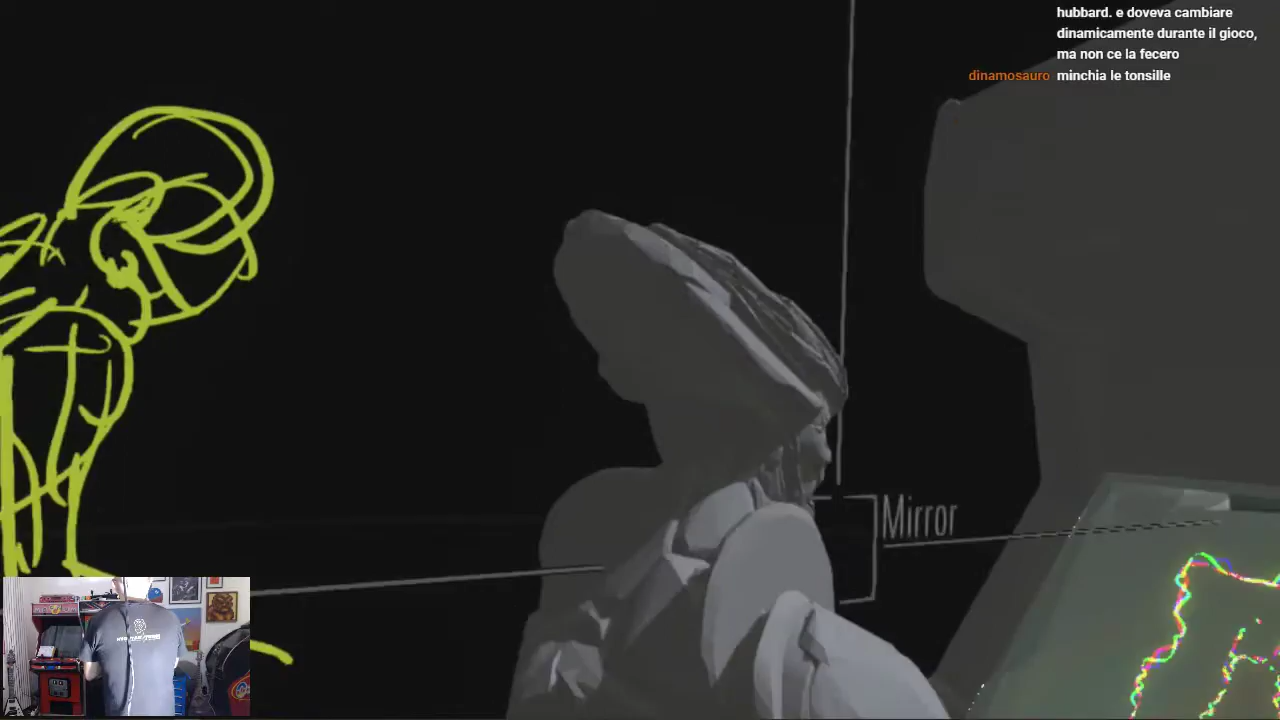 hubbard. e doveva cambiare
dinamicamente durante il gioco,
ma non ce la fecero
dinamosauro minchia le tonsille
Mirror